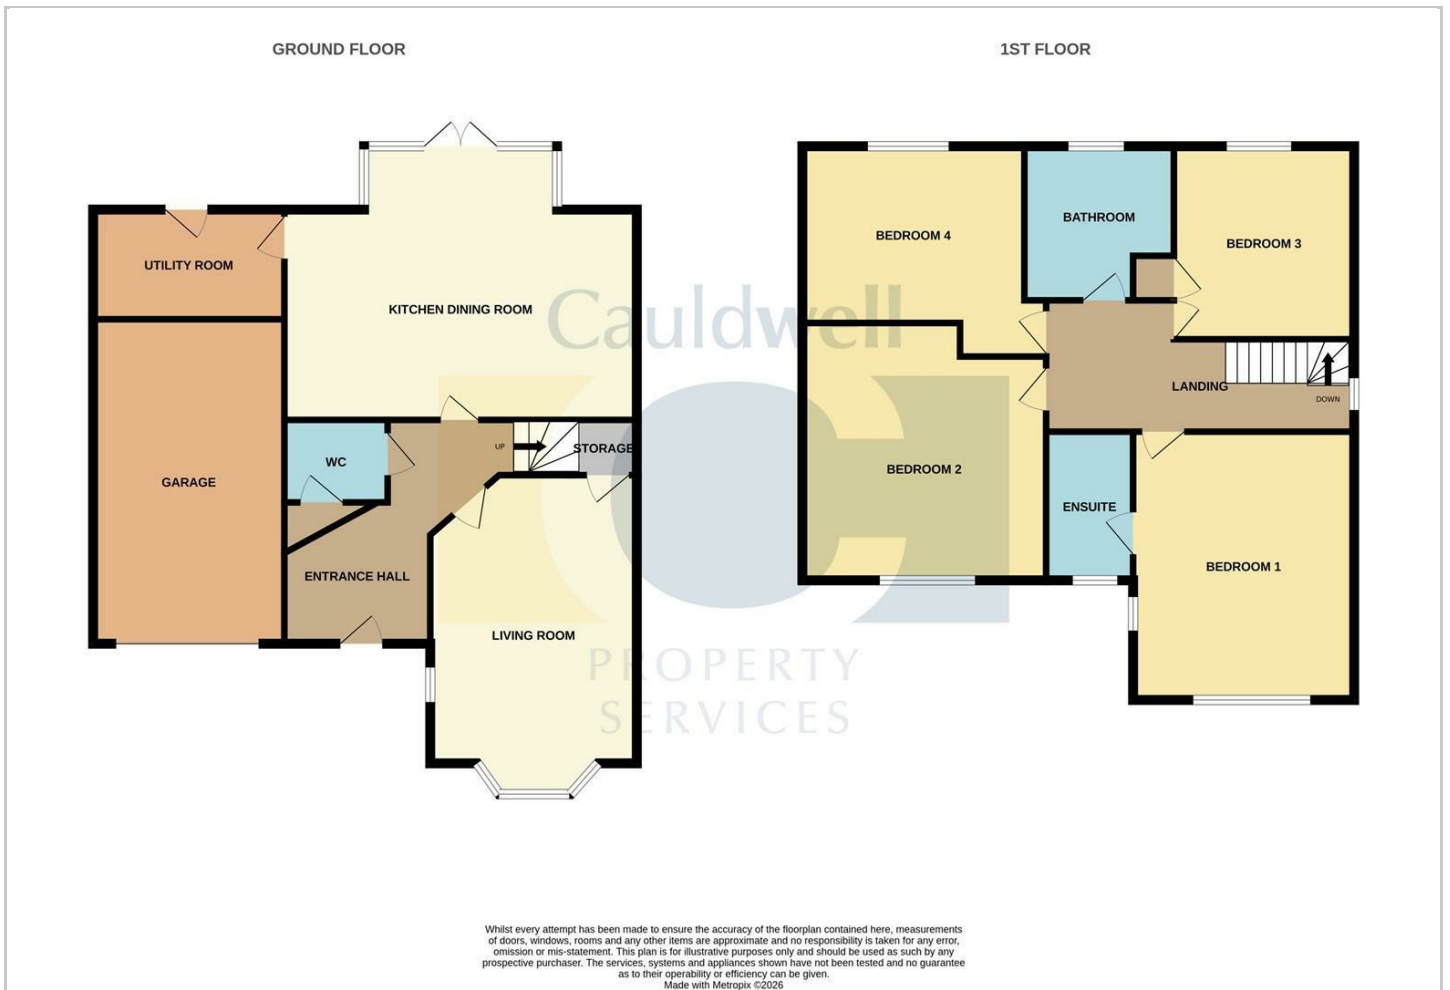 GROUND FLOOR
1ST FLOOR
UTILITY ROOM
KITCHEN DINING ROOM
GARAGE
WC
UP
STORAGE
ENTRANCE HALL
LIVING ROOM
BEDROOM 4
BATHROOM
BEDROOM 3
LANDING
DOWN
BEDROOM 2
ENSUITE
BEDROOM 1
Cauldwell
PROPERTY
SERVICES
Whilst every attempt has been made to ensure the accuracy of the floorplan contained here, measurements
of doors, windows, rooms and any other items are approximate and no responsibility is taken for any error,
omission or mis-statement. This plan is for illustrative purposes only and should be used as such by any
prospective purchaser. The services, systems and appliances shown have not been tested and no guarantee
as to their operability or efficiency can be given.
Made with Metropix ©2026